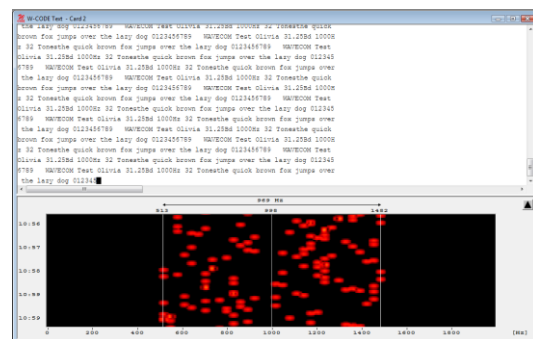 W-CODE Text - Card 2
the lazy dog 0123456789 WAVECOM Test Olivia 31.25Bd 1000Hz 32 Tonesthe quick
brown fox jumps over the lazy dog 0123456789 WAVECOM Test Olivia 31.25Bd 1000H
z 32 Tonesthe quick brown fox jumps over the lazy dog 0123456789 WAVECOM Test
Olivia 31.25Bd 1000Hz 32 Tonesthe quick brown fox jumps over the lazy dog 012345
6789 WAVECOM Test Olivia 31.25Bd 1000Hz 32 Tonesthe quick brown fox jumps over
the lazy dog 0123456789 WAVECOM Test Olivia 31.25Bd 1000Hz 32 Tonesthe quick
brown fox jumps over the lazy dog 0123456789 WAVECOM Test Olivia 31.25Bd 1000H
z 32 Tonesthe quick brown fox jumps over the lazy dog 0123456789 WAVECOM Test
Olivia 31.25Bd 1000Hz 32 Tonesthe quick brown fox jumps over the lazy dog 012345
6789 WAVECOM Test Olivia 31.25Bd 1000Hz 32 Tonesthe quick brown fox jumps over
the lazy dog 0123456789 WAVECOM Test Olivia 31.25Bd 1000Hz 32 Tonesthe quick
brown fox jumps over the lazy dog 0123456789 WAVECOM Test Olivia 31.25Bd 1000H
z 32 Tonesthe quick brown fox jumps over the lazy dog 0123456789 WAVECOM Test
Olivia 31.25Bd 1000Hz 32 Tonesthe quick brown fox jumps over the lazy dog 012345
6789 WAVECOM Test Olivia 31.25Bd 1000Hz 32 Tonesthe quick brown fox jumps over
the lazy dog 012345
969 Hz
513 998 1482
10:56
10:57
10:58
10:58
10:59
0 200 400 600 800 1000 1200 1400 1600 1800 [Hz]